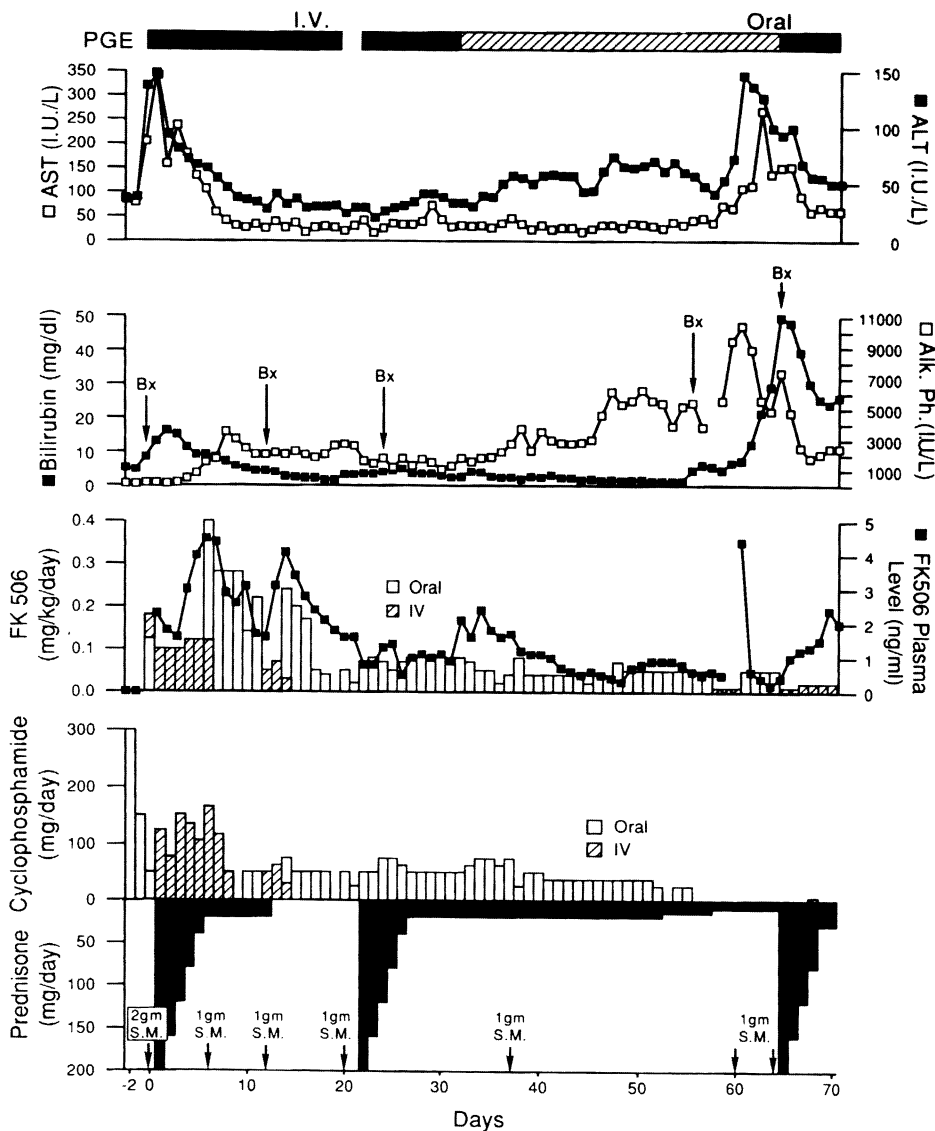 I.V.
Oral
PGE
350
300
250
200
150
100
50
0
□ AST (I.U./L)
150
100
50
0
■ ALT (I.U./L)
Bx
Bx
Bx
Bx
Bx
50
40
30
20
10
0
■ Bilirubin (mg/dl)
11000
9000
7000
5000
3000
1000
□ Alk. Ph.(I.U/L)
0.4
0.3
0.2
0.1
0.0
FK 506
(mg/kg/day)
□ Oral
▨ IV
5
4
3
2
1
0
■ FK506 Plasma
Level (ng/ml)
300
200
100
0
Cyclophosphamide
(mg/day)
□ Oral
▨ IV
50
100
150
200
Prednisone
(mg/day)
2gm
S.M.
1gm
S.M.
1gm
S.M.
1gm
S.M.
1gm
S.M.
1gm
S.M.
-2 0 10 20 30 40 50 60 70
Days